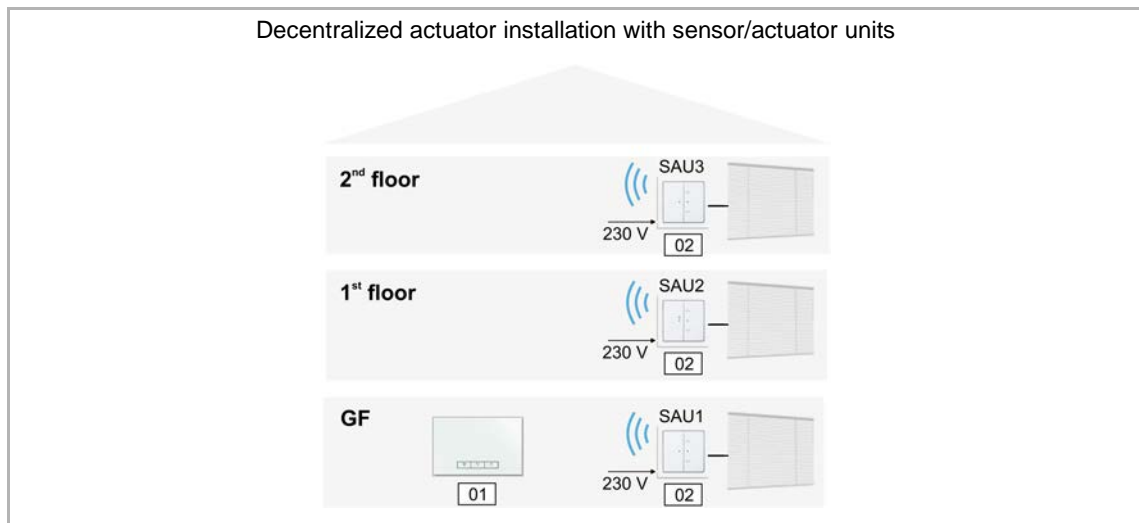 Decentralized actuator installation with sensor/actuator units
2nd floor
SAU3
230 V
02
1st floor
SAU2
230 V
02
GF
SAU1
01
230 V
02